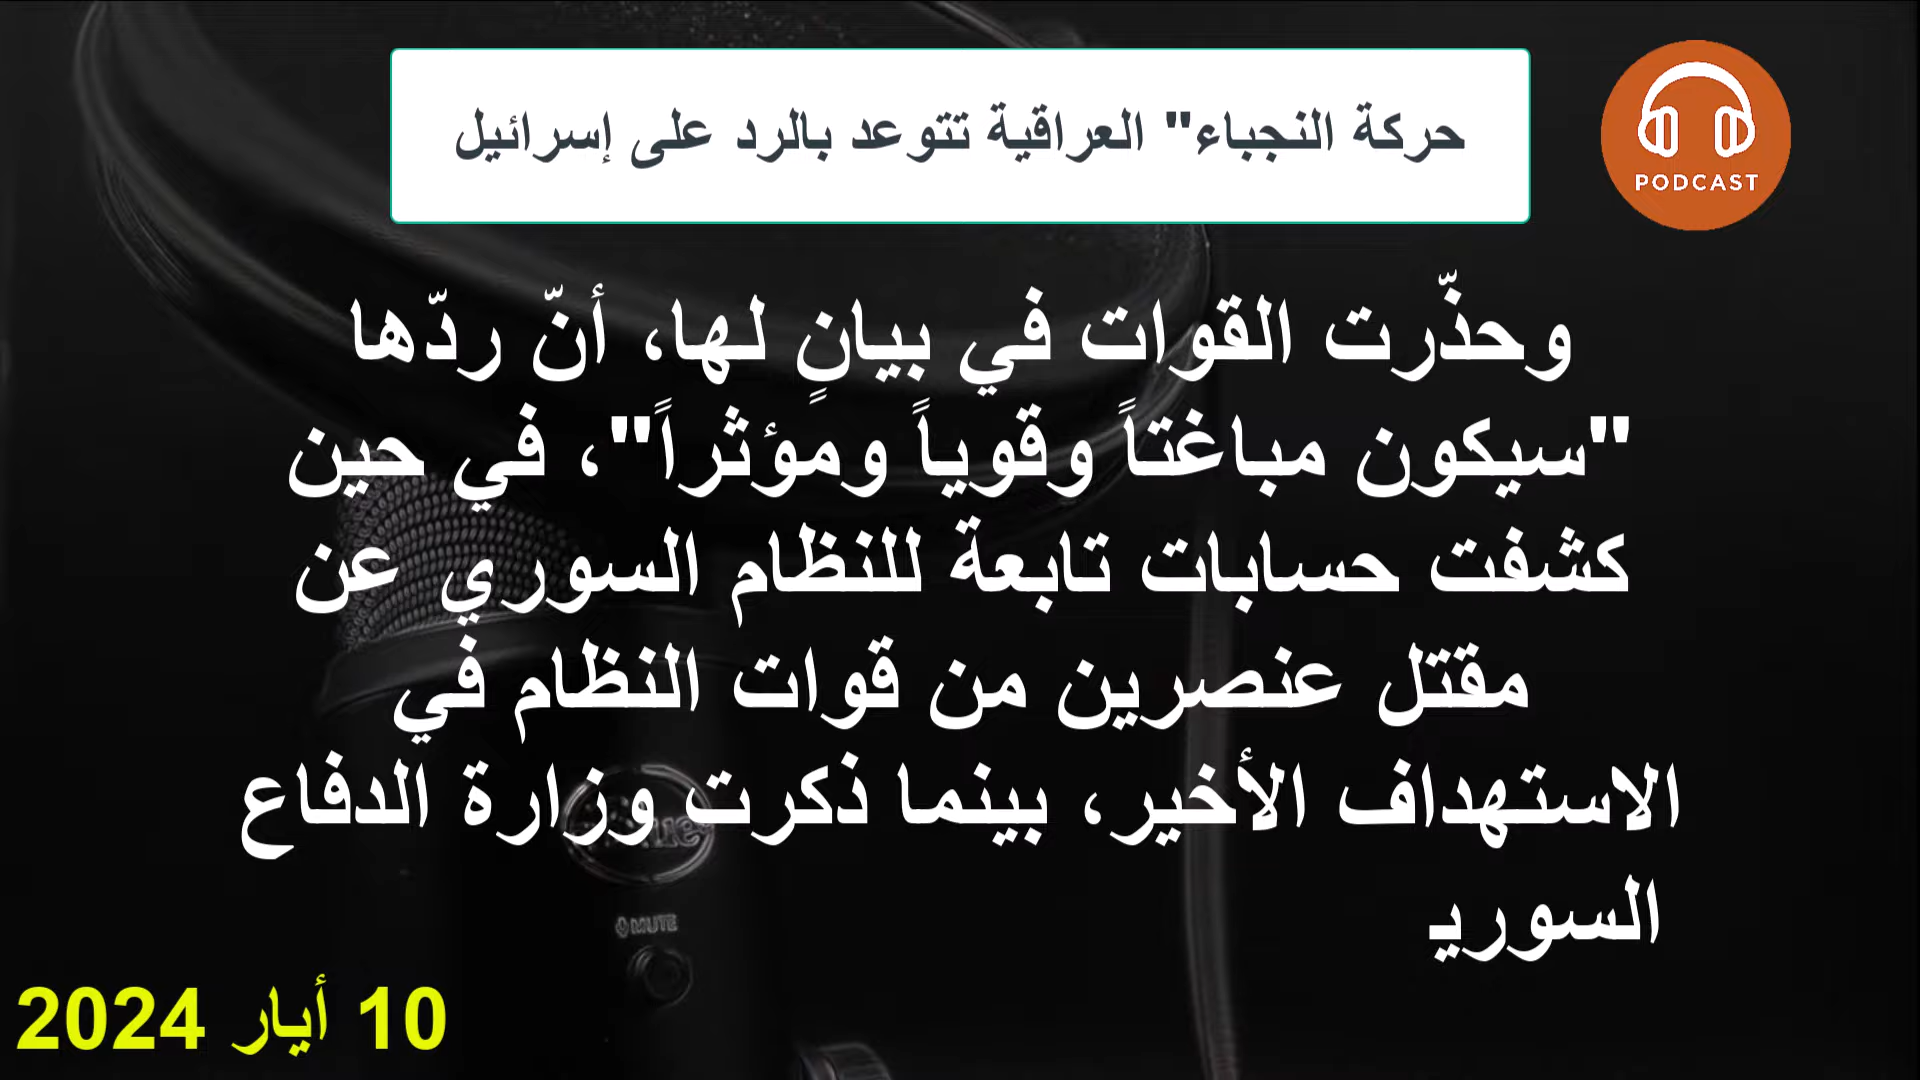 حركة النجباء" العراقية تتوعد بالرد على إسرائيل
PODCAST
وحذّرت القوات في بيانٍ لها، أنّ ردّها
"سيكون مباغتاً وقوياً ومؤثراً"، في حين
كشفت حسابات تابعة للنظام السوري عن
مقتل عنصرين من قوات النظام في
الاستهداف الأخير، بينما ذكرت وزارة الدفاع
السوريـ
MUTE
10 أيار 2024